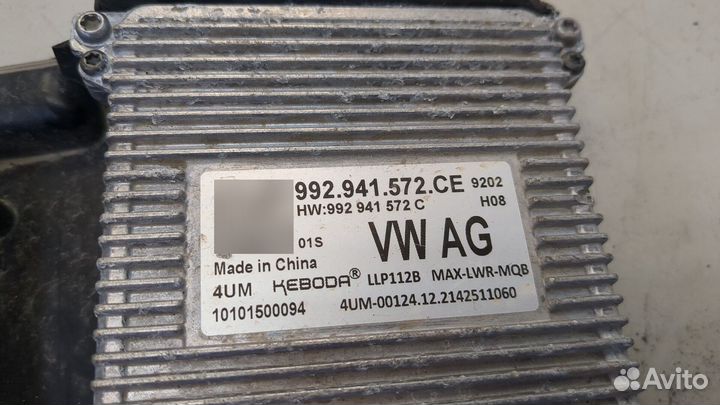 992.941.572.CE 9202
HW:992 941 572 C H08
01S VW AG
Made in China
4UM KEBODA® LLP112B MAX-LWR-MQB
10101500094 4UM-00124.12.2142511060
Avito